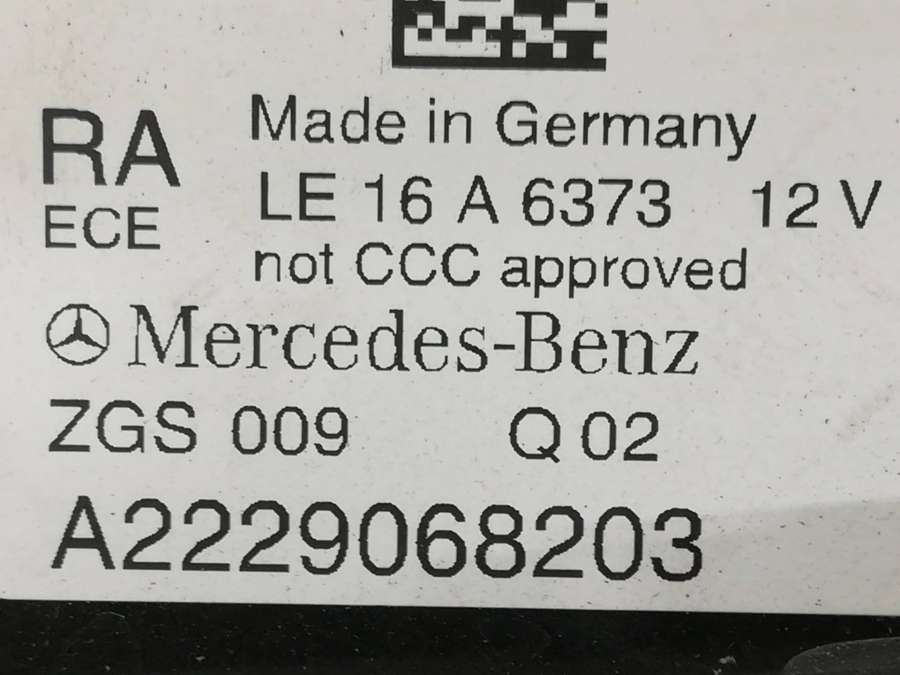 RA
Made in Germany
LE 16 A 6373 12 V
ECE
not CCC approved
Mercedes-Benz
ZGS 009 Q 02
A2229068203